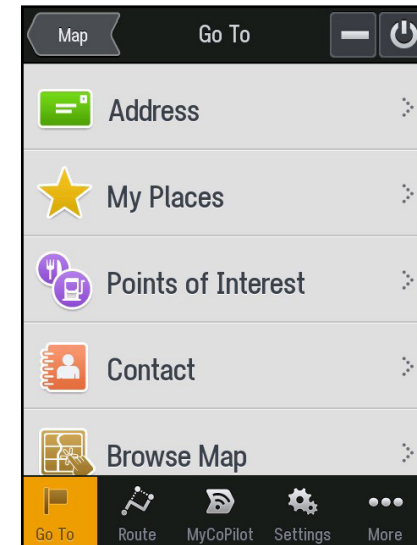 Map
Go To
Address
My Places
Points of Interest
Contact
Browse Map
Go To Route MyCoPilot Settings More